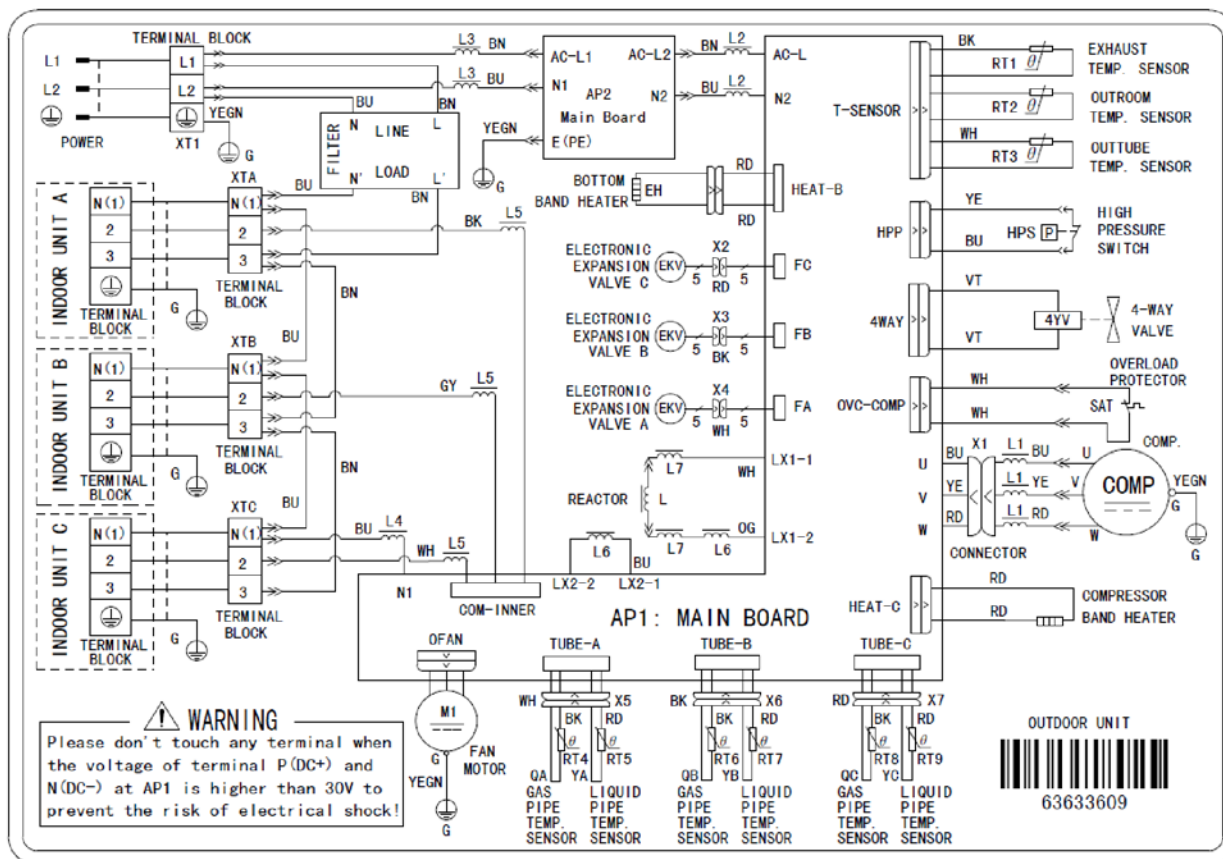 TERMINAL BLOCK
L1
L2
POWER
L1
L2
XT1
YEGN
G
L3 BN
L3 BU
BU
BN
AC-L1
AC-L2
N1
AP2
N2
Main Board
E(PE)
YEGN
G
BN L2
BU L2
AC-L
N2
FILTER
N LINE L
N' LOAD L'
BU
BN
INDOOR UNIT A
N(1)
2
3
TERMINAL
BLOCK
G
XTA
N(1)
2
3
TERMINAL
BLOCK
BK L5
BN
BU
INDOOR UNIT B
N(1)
2
3
TERMINAL
BLOCK
G
XTB
N(1)
2
3
TERMINAL
BLOCK
GY L5
BN
BU
INDOOR UNIT C
N(1)
2
3
TERMINAL
BLOCK
G
XTC
N(1)
2
3
TERMINAL
BLOCK
BU L4
WH L5
N1
COM-INNER
BOTTOM
BAND HEATER
EH
RD
RD
HEAT-B
ELECTRONIC
EXPANSION
VALVE C
EKV
5
X2
RD
5
FC
ELECTRONIC
EXPANSION
VALVE B
EKV
5
X3
BK
5
FB
ELECTRONIC
EXPANSION
VALVE A
EKV
5
X4
WH
5
FA
REACTOR
L
L7
WH
LX1-1
L7
L6
OG
LX1-2
L6
BU
LX2-2
LX2-1
AP1: MAIN BOARD
T-SENSOR
BK
RT1 θ
EXHAUST
TEMP. SENSOR
RT2 θ
OUTROOM
TEMP. SENSOR
WH
RT3 θ
OUTTUBE
TEMP. SENSOR
HPP
YE
BU
HPS P
HIGH
PRESSURE
SWITCH
4WAY
VT
VT
4YV
4-WAY
VALVE
OVC-COMP
WH
WH
OVERLOAD
PROTECTOR
SAT
U
V
W
BU
YE
RD
X1
CONNECTOR
L1 BU
L1 YE
L1 RD
U
V
W
COMP.
COMP
YEGN
G
G
HEAT-C
RD
RD
COMPRESSOR
BAND HEATER
OFAN
M1
G
YEGN
G
FAN
MOTOR
TUBE-A
WH
X5
BK
RD
θ
RT4
θ
RT5
QA
YA
GAS
PIPE
TEMP.
SENSOR
LIQUID
PIPE
TEMP.
SENSOR
TUBE-B
BK
X6
BK
RD
θ
RT6
θ
RT7
QB
YB
GAS
PIPE
TEMP.
SENSOR
LIQUID
PIPE
TEMP.
SENSOR
TUBE-C
RD
X7
BK
RD
θ
RT8
θ
RT9
QC
YC
GAS
PIPE
TEMP.
SENSOR
LIQUID
PIPE
TEMP.
SENSOR
WARNING
Please don't touch any terminal when
the voltage of terminal P(DC+) and
N(DC-) at AP1 is higher than 30V to
prevent the risk of electrical shock!
OUTDOOR UNIT
63633609